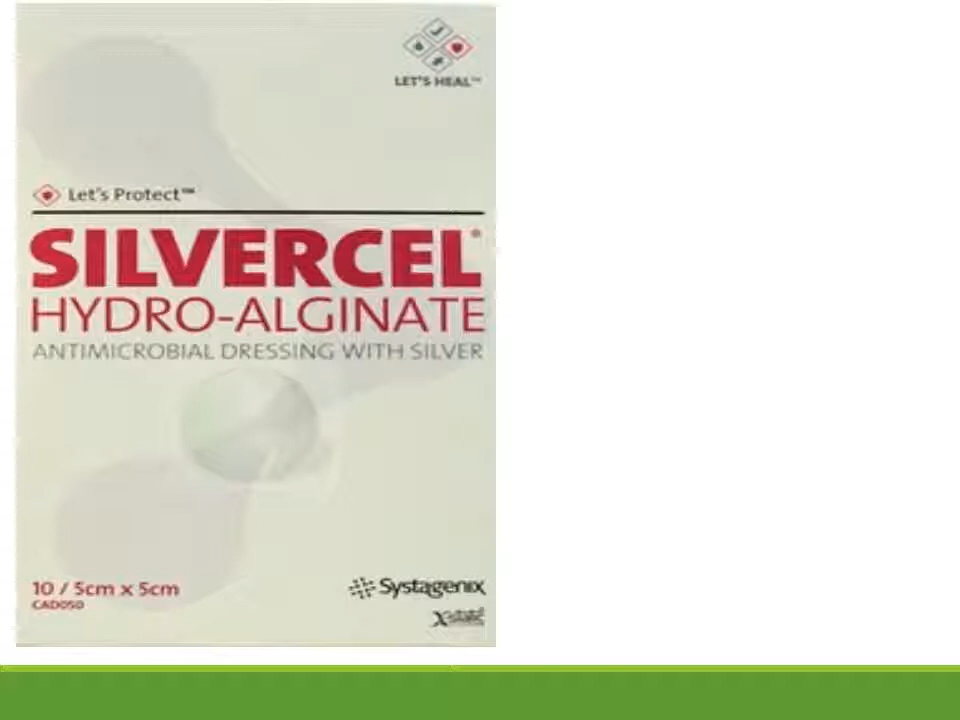 LET'S HEAL™
Let's Protect™
SILVERCEL®
HYDRO-ALGINATE
ANTIMICROBIAL DRESSING WITH SILVER
10 / 5cm x 5cm
CAD050
Systagenix